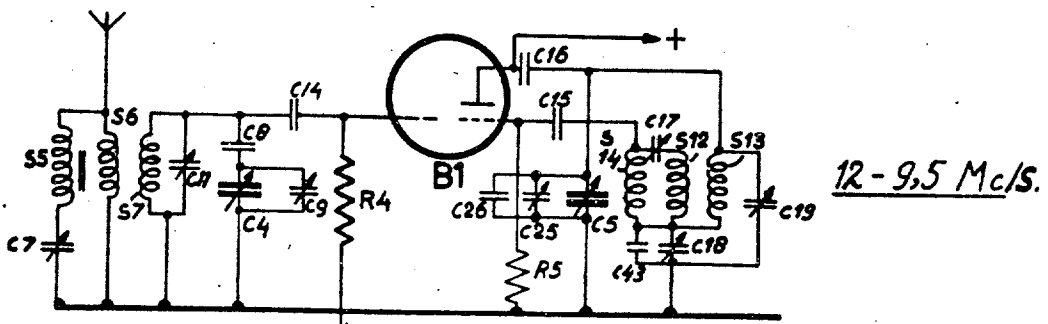 +
C16
C14
C15
S6
C8
S
14
C17
S12
S13
S5
C11
B1
12-9,5 Mc/s.
S7
C4
C9
R4
C26
C25
C5
C19
C7
C18
C43
R5